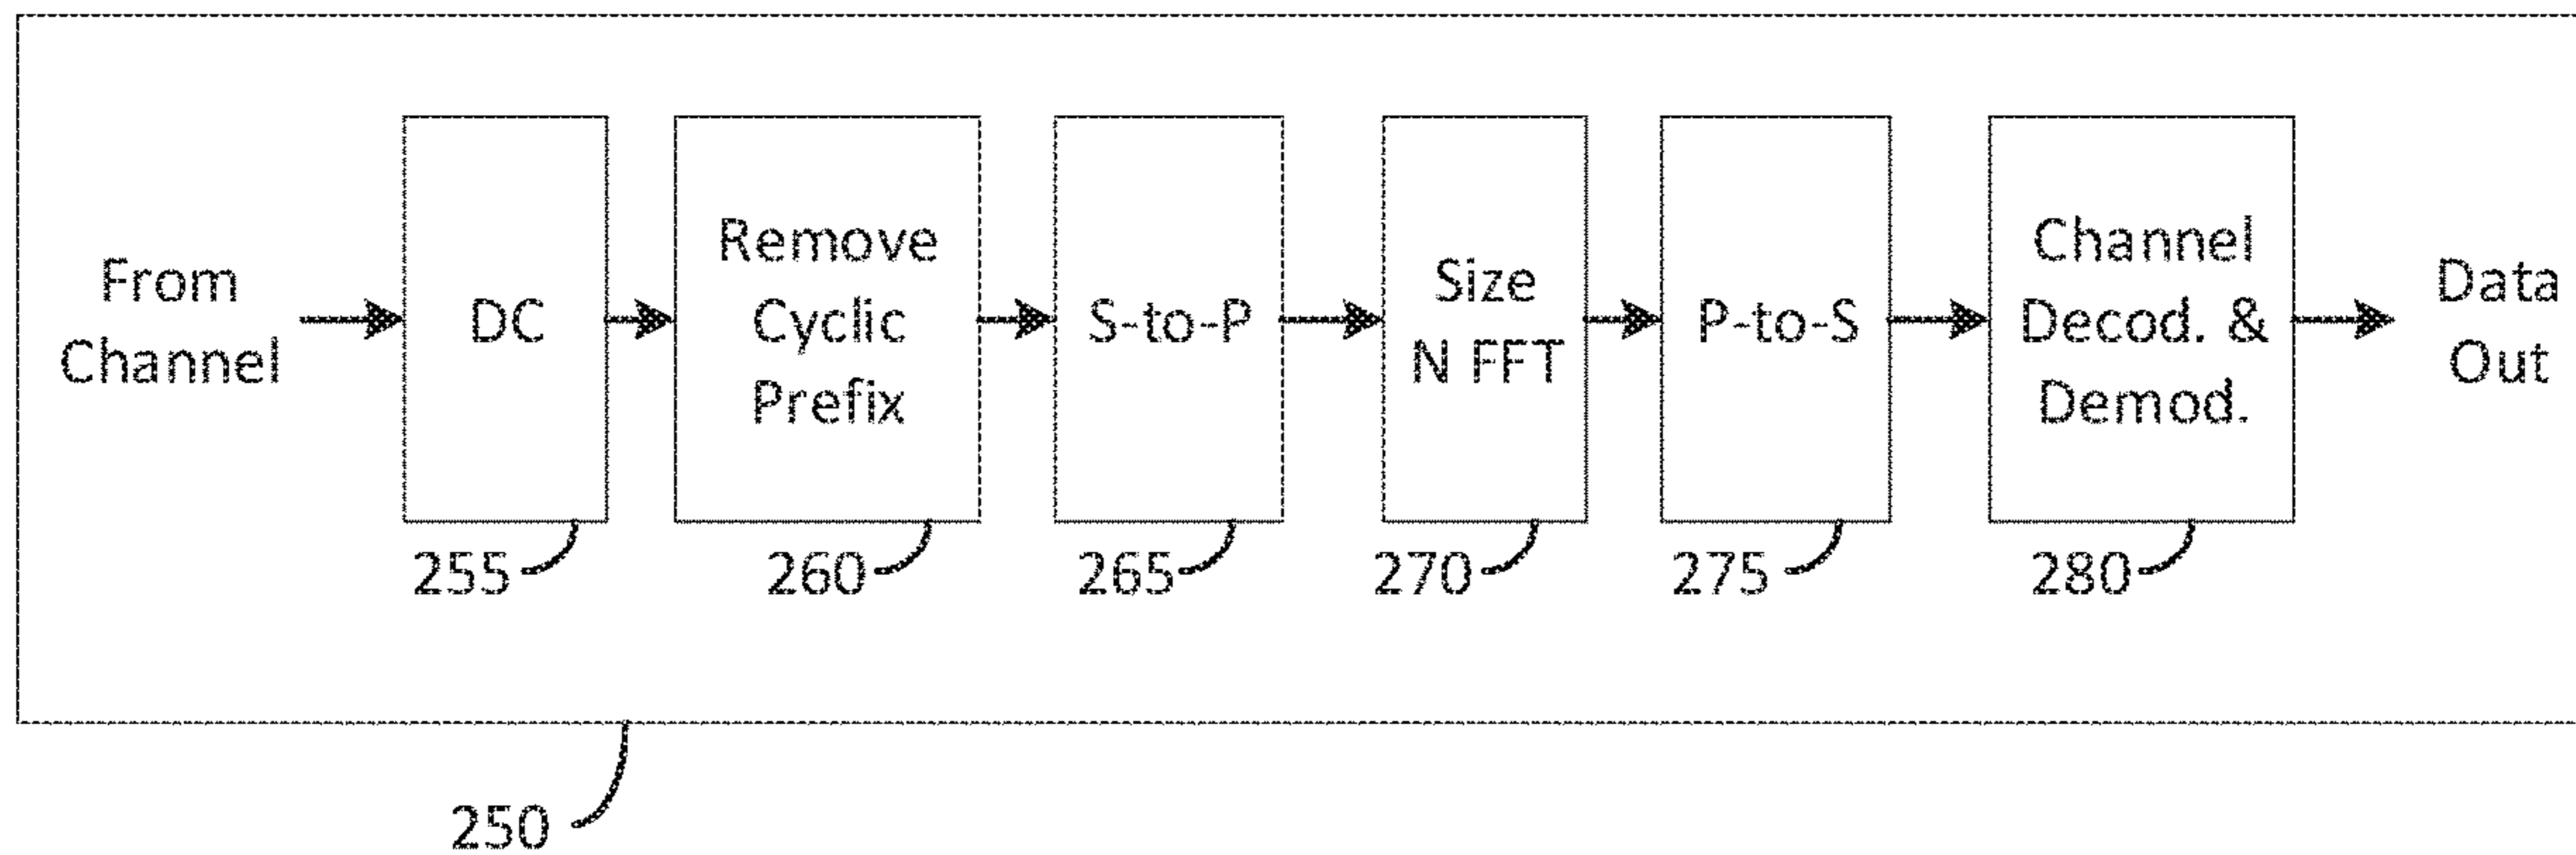 From
Channel
DC
Remove
Cyclic
Prefix
S-to-P
Size
N FFT
P-to-S
Channel
Decod. &
Demod.
Data
Out
255
260
265
270
275
280
250